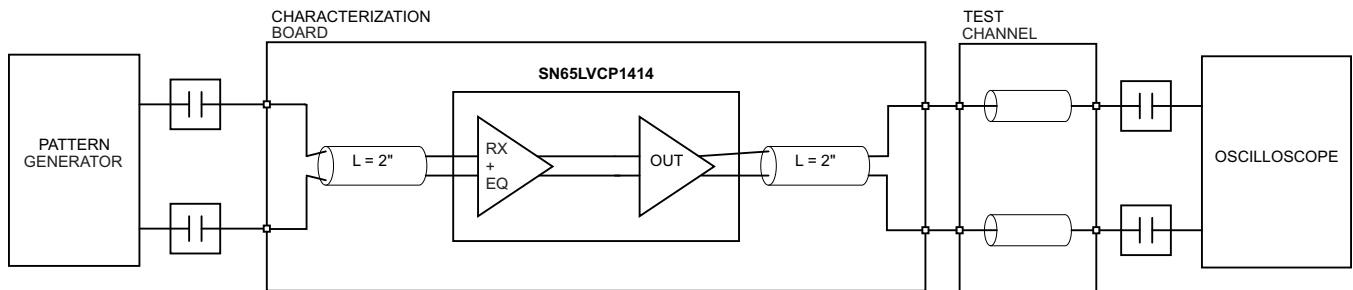 CHARACTERIZATION
BOARD
TEST
CHANNEL
SN65LVCP1414
PATTERN
GENERATOR
L = 2"
RX
+
EQ
OUT
L = 2"
OSCILLOSCOPE